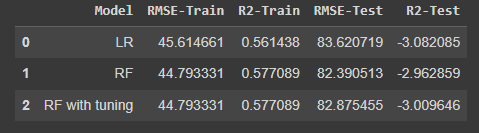 Model RMSE-Train R2-Train RMSE-Test R2-Test
0 LR 45.614661 0.561438 83.620719 -3.082085
1 RF 44.793331 0.577089 82.390513 -2.962859
2 RF with tuning 44.793331 0.577089 82.875455 -3.009646